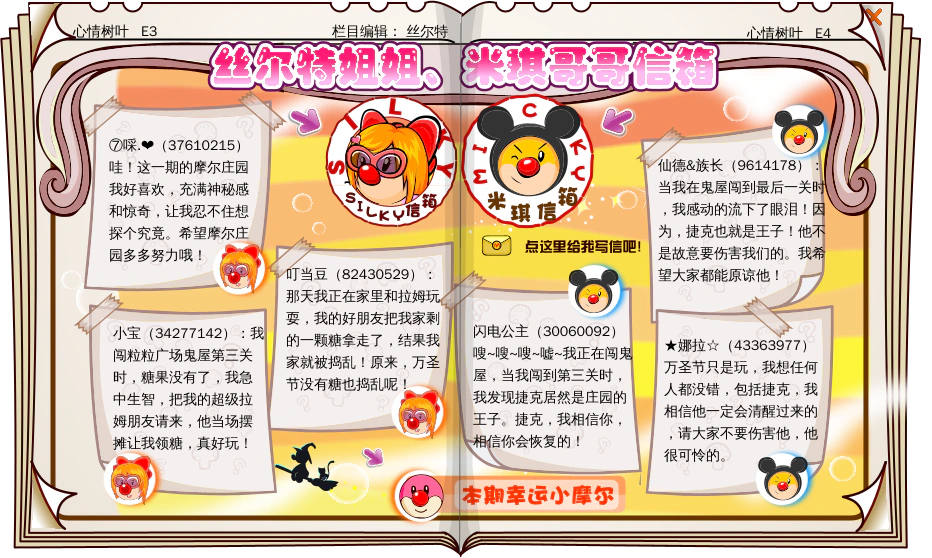 心情树叶 E3
栏目编辑： 丝尔特
心情树叶 E4
丝尔特姐姐、米琪哥哥信箱
SILKY
SILKY信箱
MICKY
米琪信箱
点这里给我写信吧!
⑦啋.❤（37610215）
哇！这一期的摩尔庄园
我好喜欢，充满神秘感
和惊奇，让我忍不住想
探个究竟。希望摩尔庄
园多多努力哦！
小宝（34277142）：我
闯粒粒广场鬼屋第三关
时，糖果没有了，我急
中生智，把我的超级拉
姆朋友请来，他当场摆
摊让我领糖，真好玩！
叮当豆（82430529）：
那天我正在家里和拉姆玩
耍，我的好朋友把我家剩
的一颗糖拿走了，结果我
家就被捣乱！原来，万圣
节没有糖也捣乱呢！
闪电公主（30060092）
嗖~嗖~嗖~嘘~我正在闯鬼
屋，当我闯到第三关时，
我发现捷克居然是庄园的
王子。捷克，我相信你，
相信你会恢复的！
仙德&族长（9614178）：
当我在鬼屋闯到最后一关时
，我感动的流下了眼泪！因
为，捷克也就是王子！他不
是故意要伤害我们的。我希
望大家都能原谅他！
★娜拉☆（43363977）
万圣节只是玩，我想任何
人都没错，包括捷克，我
相信他一定会清醒过来的
，请大家不要伤害他，他
很可怜的。
本期幸运小摩尔